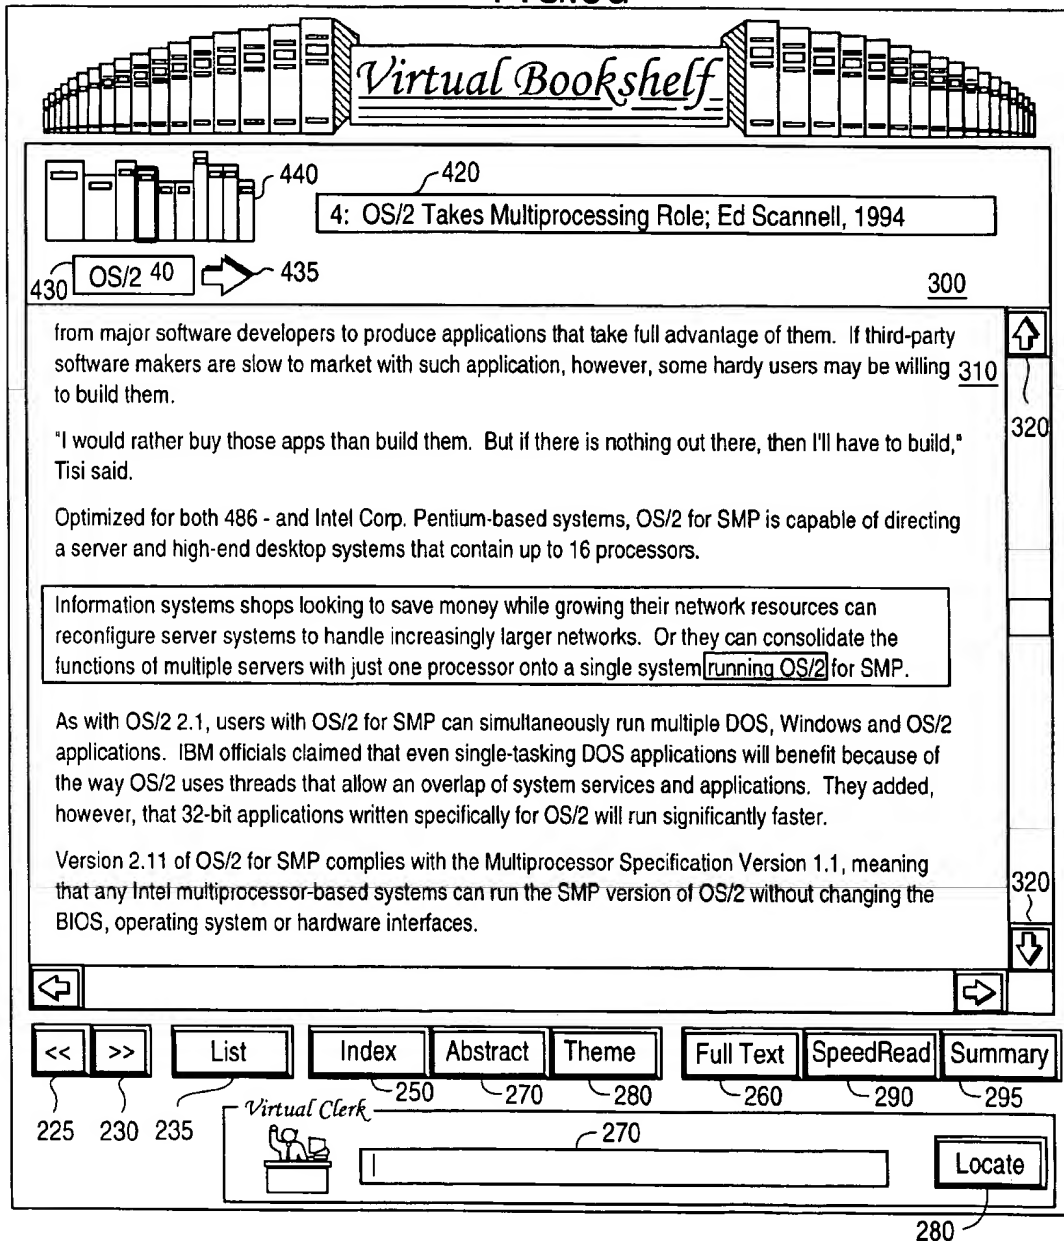 Virtual Bookshelf
440
420
4: OS/2 Takes Multiprocessing Role; Ed Scannell, 1994
430
OS/2 40
435
300
from major software developers to produce applications that take full advantage of them. If third-party
software makers are slow to market with such application, however, some hardy users may be willing
310
to build them.
320
"I would rather buy those apps than build them. But if there is nothing out there, then I'll have to build,"
Tisi said.
Optimized for both 486 - and Intel Corp. Pentium-based systems, OS/2 for SMP is capable of directing
a server and high-end desktop systems that contain up to 16 processors.
Information systems shops looking to save money while growing their network resources can
reconfigure server systems to handle increasingly larger networks. Or they can consolidate the
functions of multiple servers with just one processor onto a single system running OS/2 for SMP.
As with OS/2 2.1, users with OS/2 for SMP can simultaneously run multiple DOS, Windows and OS/2
applications. IBM officials claimed that even single-tasking DOS applications will benefit because of
the way OS/2 uses threads that allow an overlap of system services and applications. They added,
however, that 32-bit applications written specifically for OS/2 will run significantly faster.
Version 2.11 of OS/2 for SMP complies with the Multiprocessor Specification Version 1.1, meaning
that any Intel multiprocessor-based systems can run the SMP version of OS/2 without changing the
320
BIOS, operating system or hardware interfaces.
<< >> List Index Abstract Theme Full Text SpeedRead Summary
250 270 280 260 290 295
225 230 235
Virtual Clerk
270
Locate
280